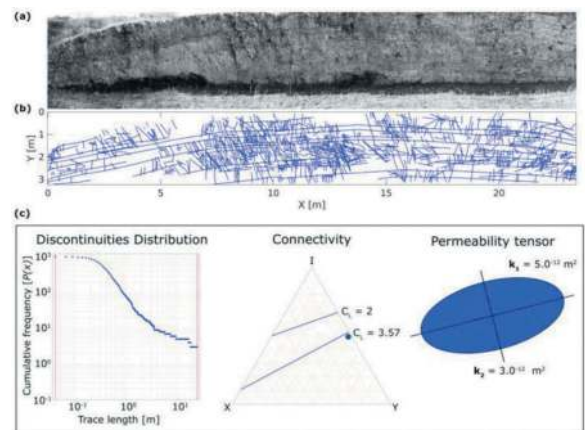 (a)
(b)
0
1
2
3
Y [m]
0 5 10 15 20
X [m]
(c)
Discontinuities Distribution
Connectivity
Permeability tensor
Cumulative frequency [P(x)]
10³
10²
10¹
10⁰
10⁻¹
10⁻¹ 10⁰ 10¹
Trace length [m]
I
C_L = 2
C_L = 3.57
X Y
k₁ = 5.0⁻¹² m²
k₂ = 3.0⁻¹² m²